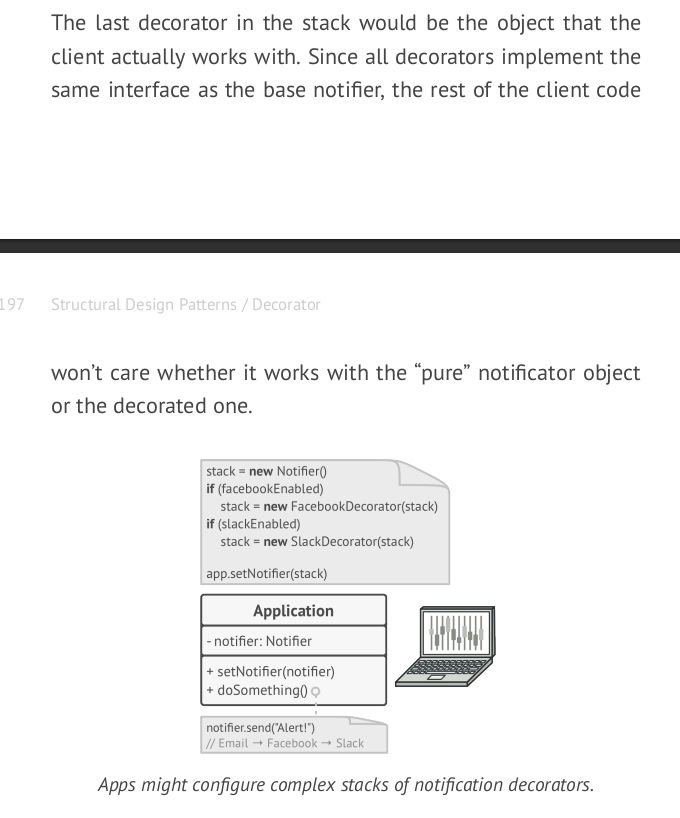 The last decorator in the stack would be the object that the
client actually works with. Since all decorators implement the
same interface as the base notifier, the rest of the client code
197 Structural Design Patterns / Decorator
won’t care whether it works with the “pure” notificator object
or the decorated one.
stack = new Notifier()
if (facebookEnabled)
stack = new FacebookDecorator(stack)
if (slackEnabled)
stack = new SlackDecorator(stack)
app.setNotifier(stack)
Application
- notifier: Notifier
+ setNotifier(notifier)
+ doSomething()
notifier.send("Alert!")
// Email → Facebook → Slack
Apps might configure complex stacks of notification decorators.